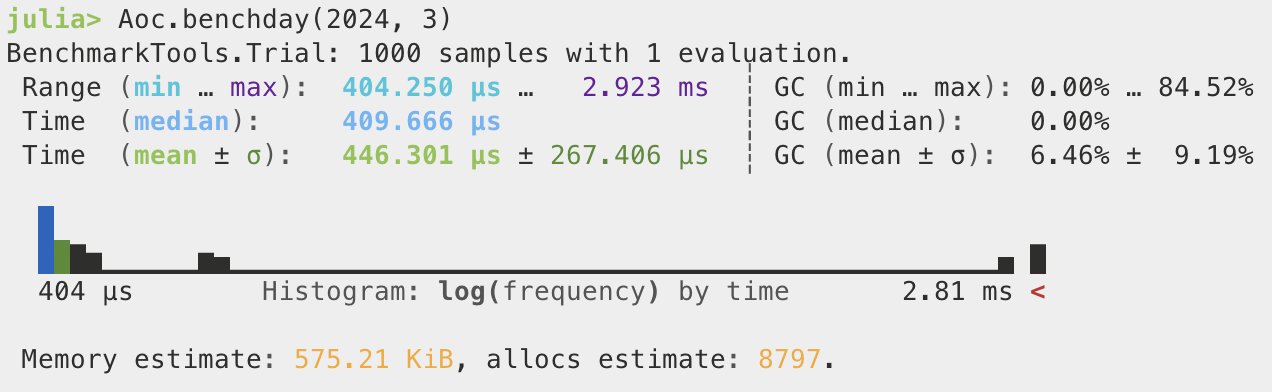 julia> Aoc.benchday(2024, 3)
BenchmarkTools.Trial: 1000 samples with 1 evaluation.
Range (min … max): 404.250 μs … 2.923 ms ┊ GC (min … max): 0.00% … 84.52%
Time (median): 409.666 μs ┊ GC (median): 0.00%
Time (mean ± σ): 446.301 μs ± 267.406 μs ┊ GC (mean ± σ): 6.46% ± 9.19%
404 μs Histogram: log(frequency) by time 2.81 ms <
Memory estimate: 575.21 KiB, allocs estimate: 8797.